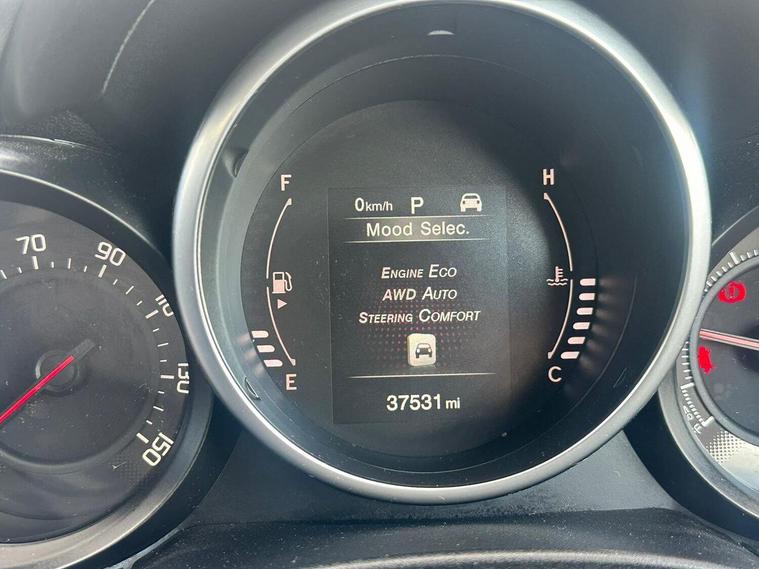 F
H
0km/h P
Mood Selec.
ENGINE ECO
AWD AUTO
STEERING COMFORT
E
C
37531 mi
70
90
110
130
150